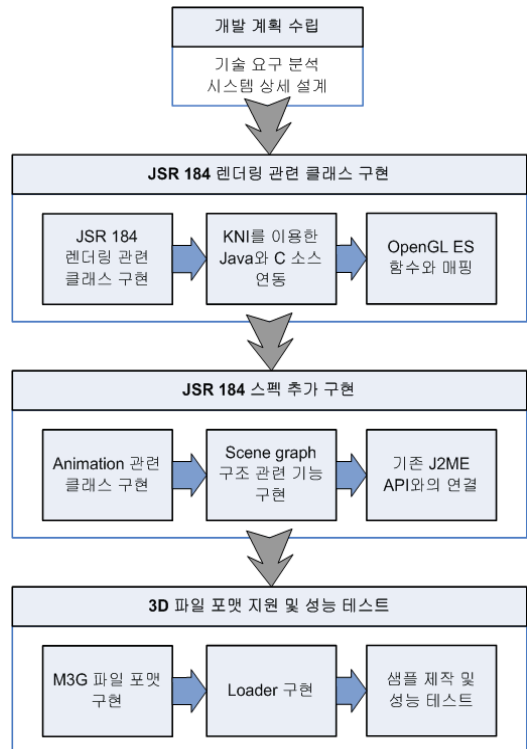 개발 계획 수립
기술 요구 분석
시스템 상세 설계
JSR 184 렌더링 관련 클래스 구현
JSR 184
렌더링 관련
클래스 구현
KNI를 이용한
Java와 C 소스
연동
OpenGL ES
함수와 매핑
JSR 184 스펙 추가 구현
Animation 관련
클래스 구현
Scene graph
구조 관련 기능
구현
기존 J2ME
API와의 연결
3D 파일 포맷 지원 및 성능 테스트
M3G 파일 포맷
구현
Loader 구현
샘플 제작 및
성능 테스트